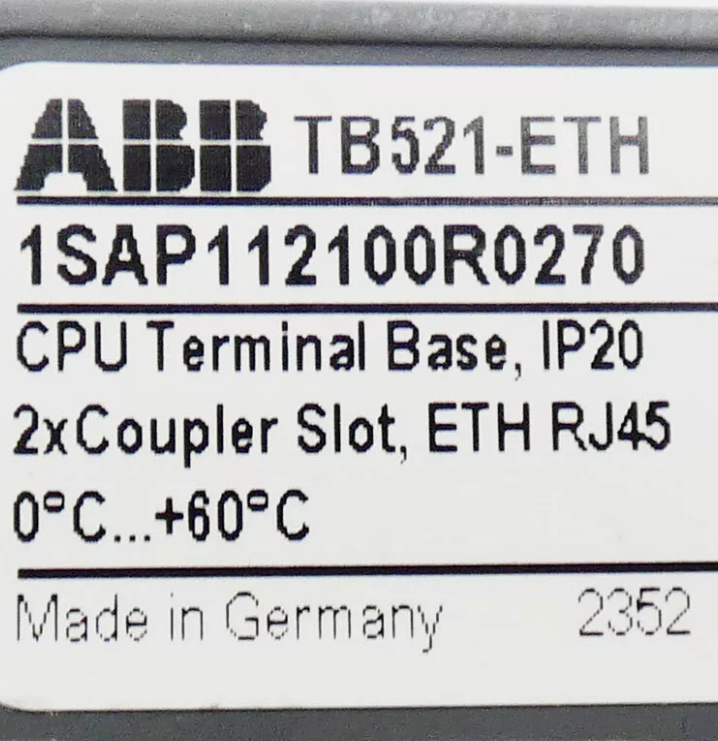 ABB TB521-ETH
1SAP112100R0270
CPU Terminal Base, IP20
2xCoupler Slot, ETH RJ45
0°C...+60°C
Made in Germany 2352